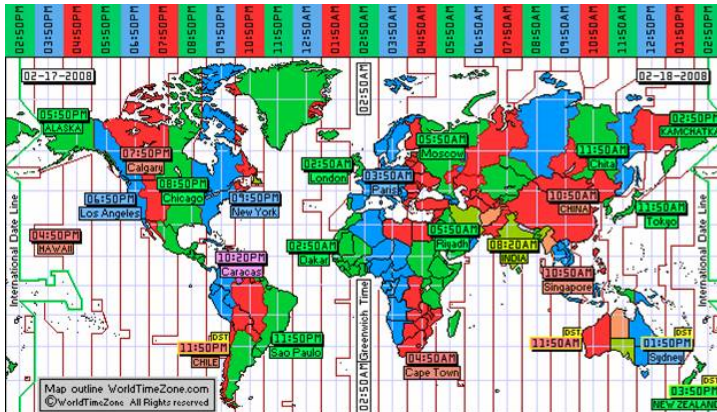 02:50PM 03:50PM 04:50PM 05:50PM 06:50PM 07:50PM 08:50PM 09:50PM 10:50PM 11:50PM 12:50AM 01:50AM 02:50AM 03:50AM 04:50AM 05:50AM 06:50AM 07:50AM 08:50AM 09:50AM 10:50AM 11:50AM 12:50PM 01:50PM 02:50PM
02-17-2008
02-18-2008
05:50PM
ALASKA
07:50PM
Calgary
08:50PM
Chicago
06:50PM
Los Angeles
09:50PM
New York
04:50PM
HAWAII
10:20PM
Caracas
DST
11:50PM
CHILE
11:50PM
Sao Paulo
02:50AM
London
03:50AM
Paris
05:50AM
Moscow
02:50AM
Dakar
05:50AM
Riyadh
08:20AM
INDIA
04:50AM
Cape Town
11:50AM
Chita
02:50PM
KAMCHATKA
10:50AM
CHINA
11:50AM
Tokyo
10:50AM
Singapore
DST
11:50AM
DST
01:50PM
Sydney
DST
03:50PM
NEW ZEALAND
International Date Line
02:50AM Greenwich Time 02:50AM
International Date Line
Map outline WorldTimeZone.com
©WorldTimeZone All Rights reserved